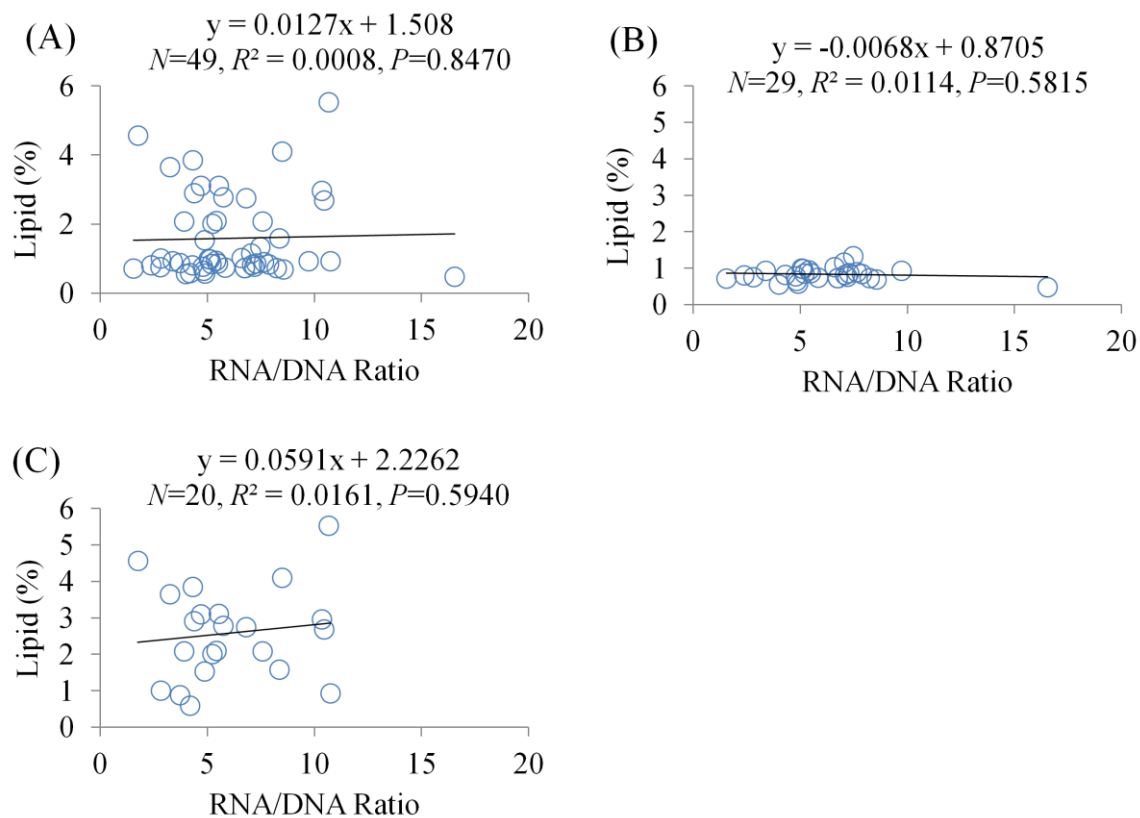 (A)
y = 0.0127x + 1.508
N=49, R² = 0.0008, P=0.8470
6
4
2
0
Lipid (%)
0 5 10 15 20
RNA/DNA Ratio
(B)
y = -0.0068x + 0.8705
N=29, R² = 0.0114, P=0.5815
6
5
4
3
2
1
0
Lipid (%)
0 5 10 15 20
RNA/DNA Ratio
(C)
y = 0.0591x + 2.2262
N=20, R² = 0.0161, P=0.5940
6
5
4
3
2
1
0
Lipid (%)
0 5 10 15 20
RNA/DNA Ratio